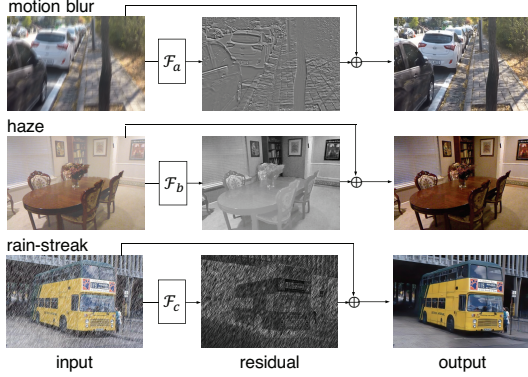 motion blur
𝓕a
⊕
haze
𝓕b
⊕
rain-streak
𝓕c
⊕
input residual output